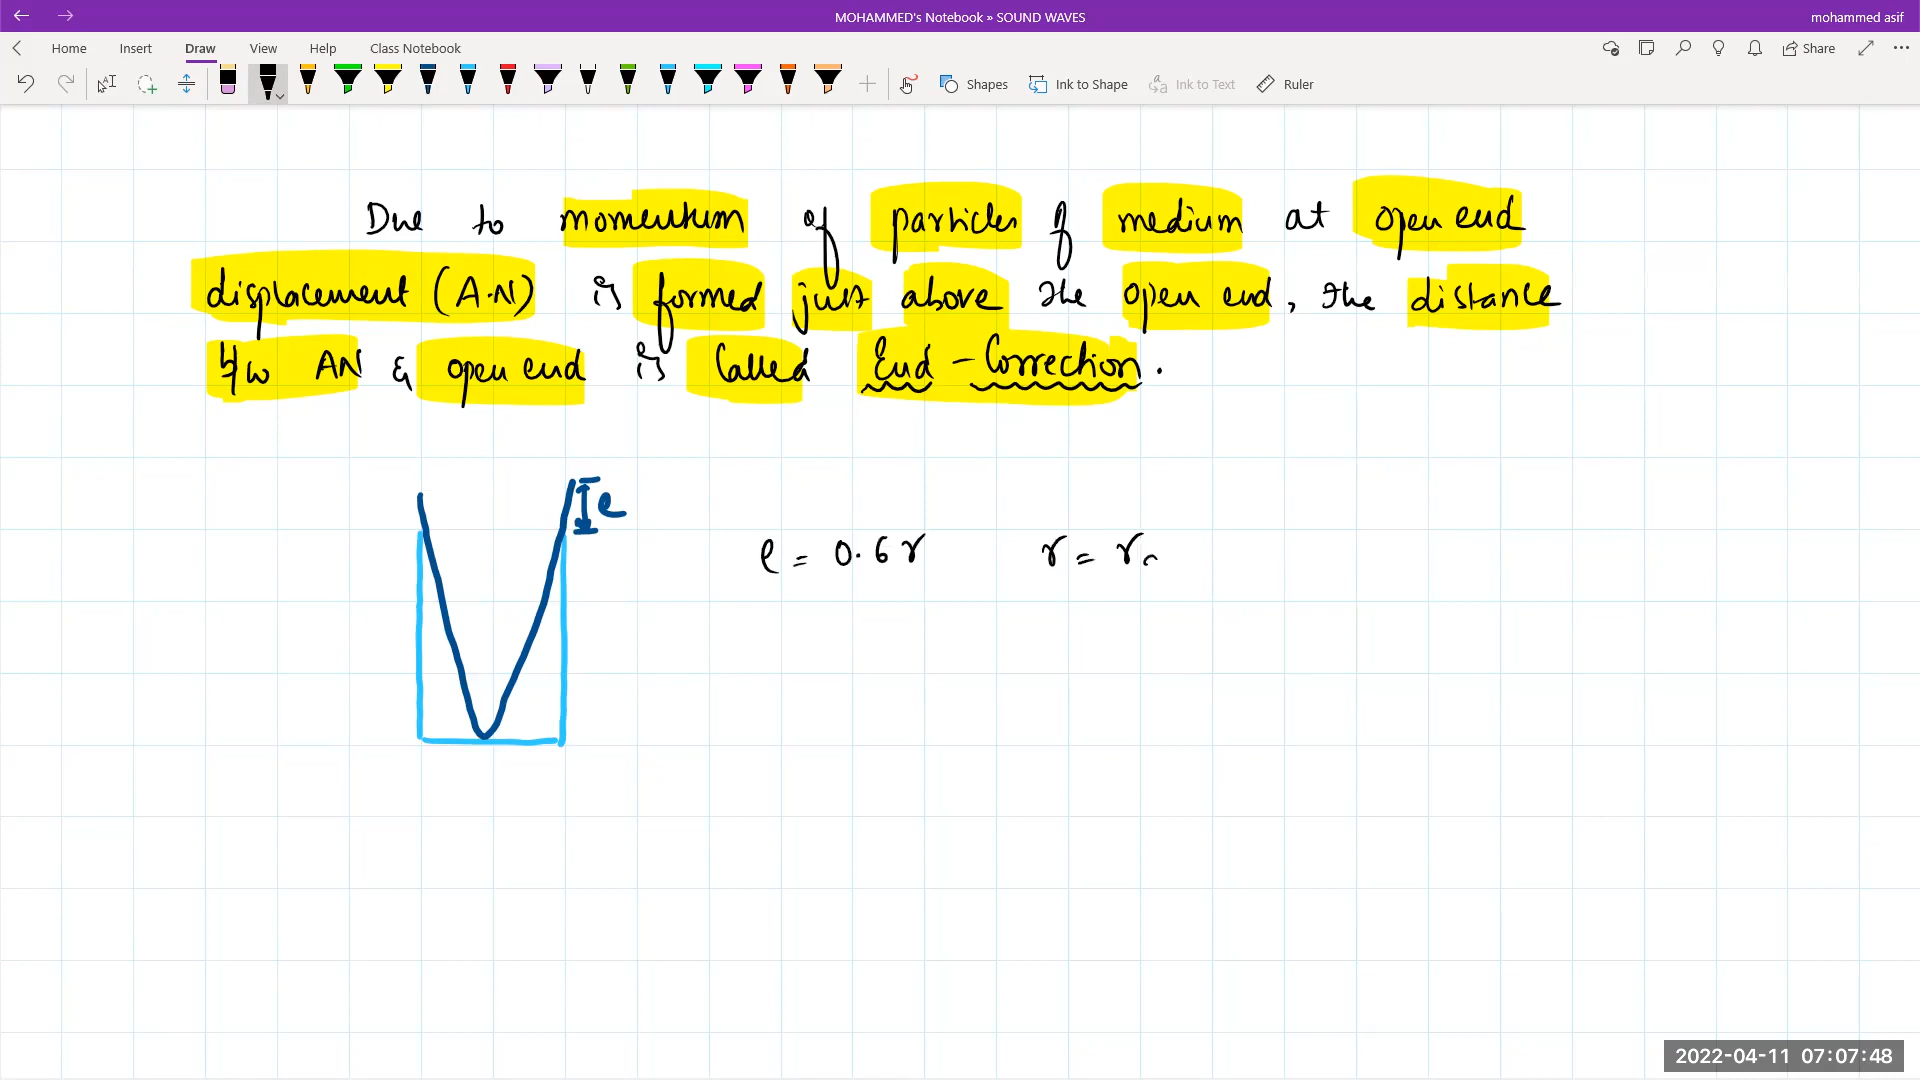 MOHAMMED's Notebook » SOUND WAVES
mohammed asif
Home Insert Draw View Help Class Notebook
Share
Shapes Ink to Shape Ink to Text Ruler
Due to momentum of particles of medium at open end
displacement (A.N) is formed just above the open end, the distance
b/w AN & open end is called End - Correction.
e
e = 0.6 r r = ra
2022-04-11 07:07:48